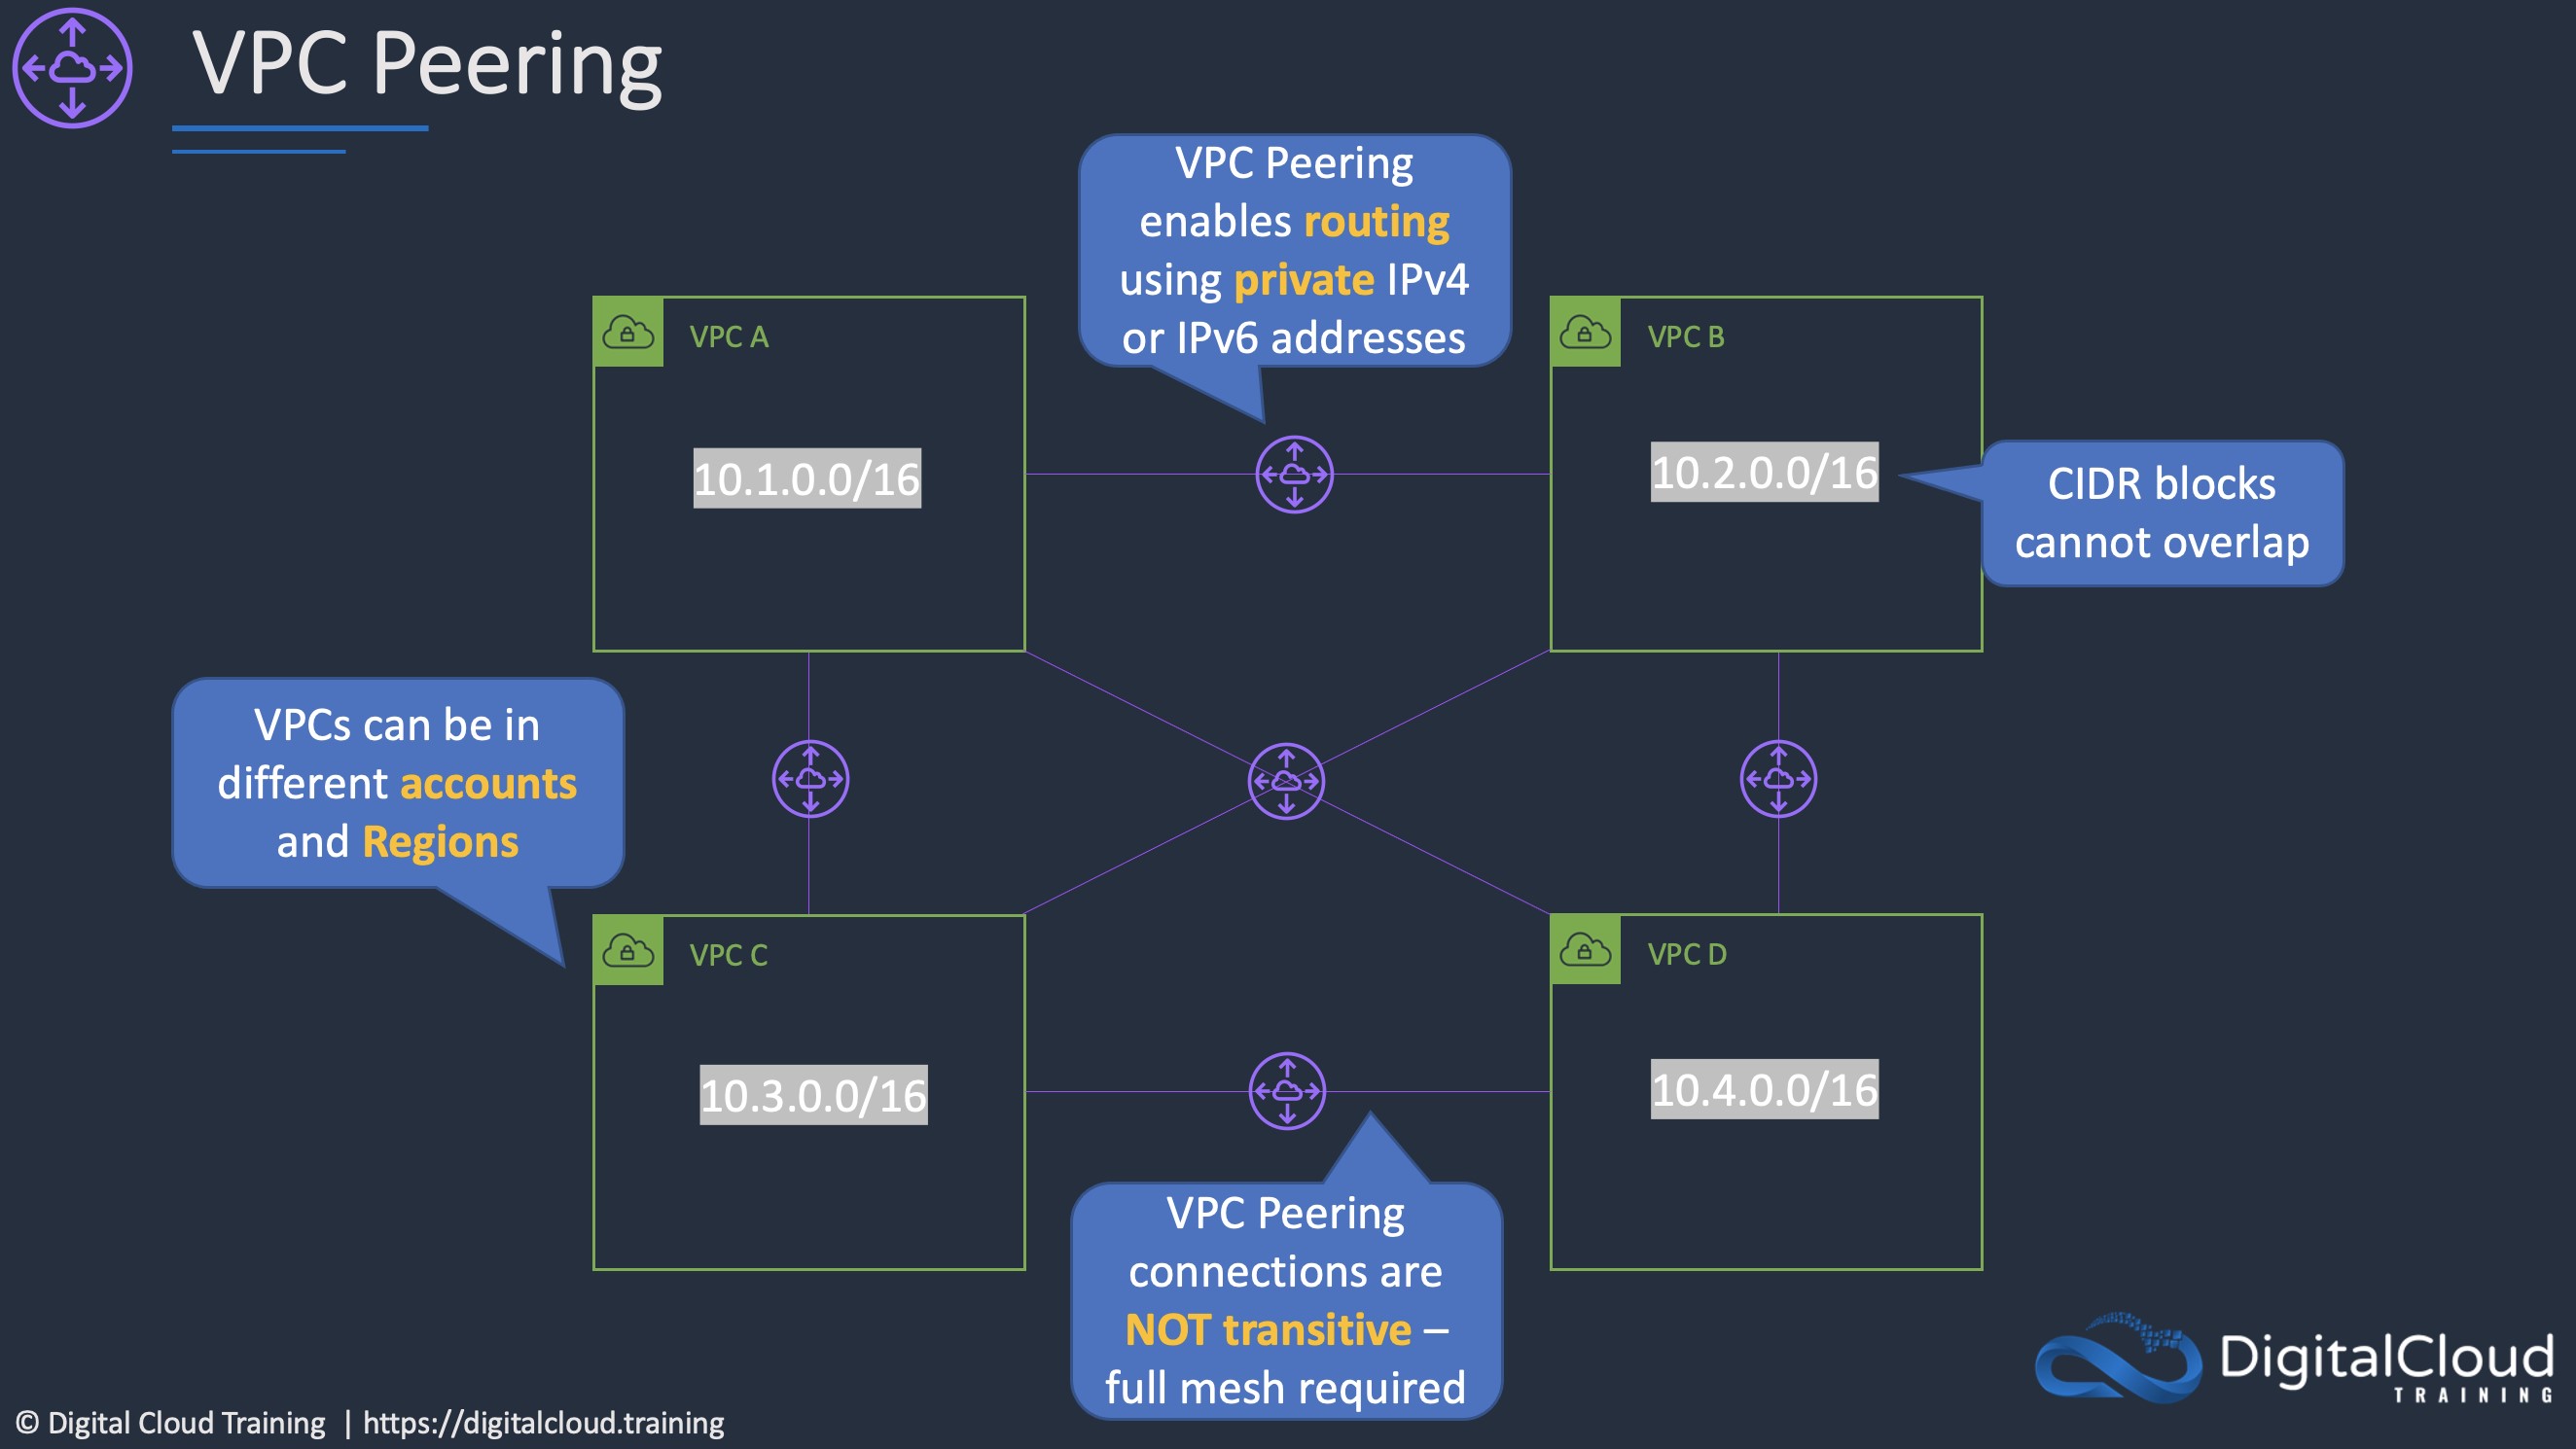 VPC Peering
VPC Peering
enables routing
using private IPv4
or IPv6 addresses
VPC A
VPC B
10.1.0.0/16
10.2.0.0/16
CIDR blocks
cannot overlap
VPCs can be in
different accounts
and Regions
VPC C
VPC D
10.3.0.0/16
10.4.0.0/16
VPC Peering
connections are
NOT transitive –
full mesh required
DigitalCloud
TRAINING
© Digital Cloud Training | https://digitalcloud.training